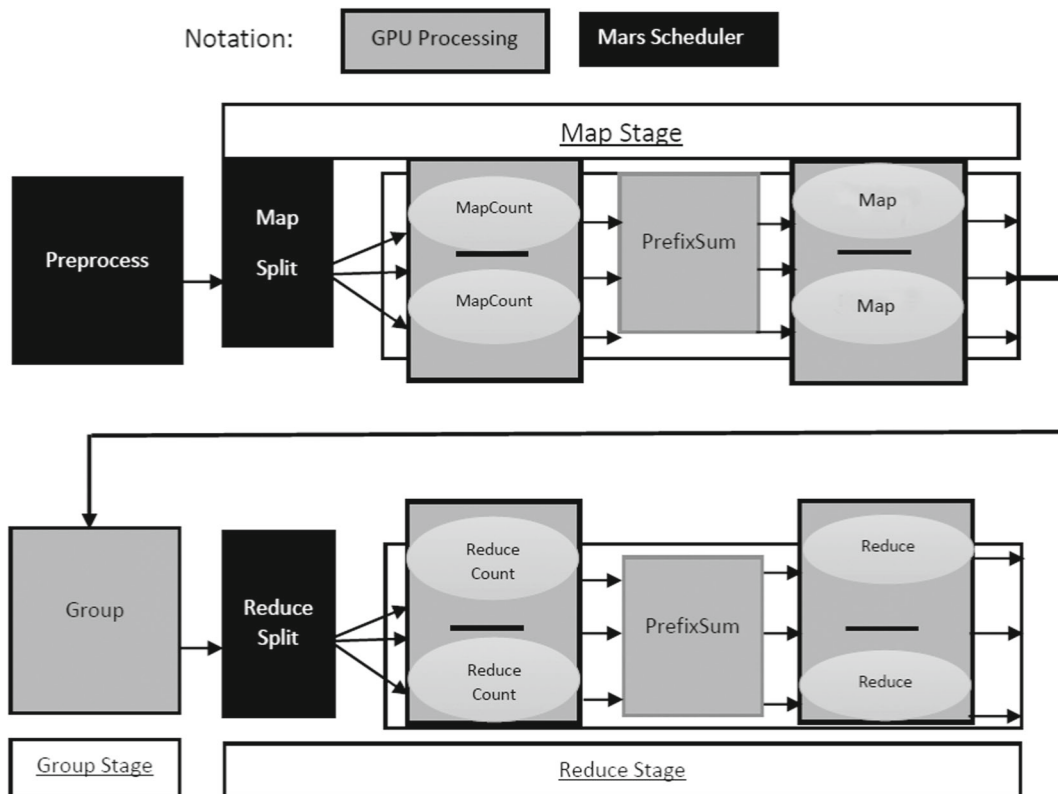 Notation:
GPU Processing
Mars Scheduler
Map Stage
Preprocess
Map
Split
MapCount
MapCount
PrefixSum
Map
Map
Group
Reduce
Split
Reduce
Count
Reduce
Count
PrefixSum
Reduce
Reduce
Group Stage
Reduce Stage